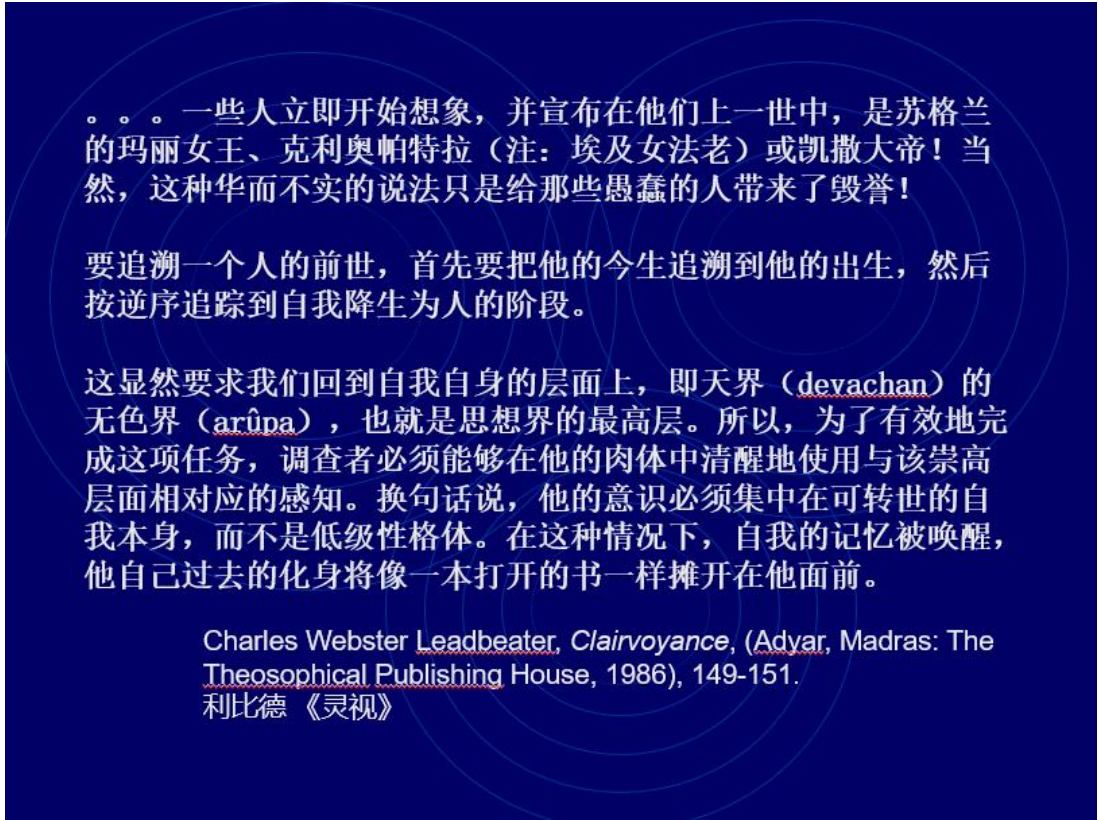 。。。一些人立即开始想象，并宣布在他们上一世中，是苏格兰
的玛丽女王、克利奥帕特拉（注：埃及女法老）或凯撒大帝！当
然，这种华而不实的说法只是给那些愚蠢的人带来了毁誉！
要追溯一个人的前世，首先要把他的今生追溯到他的出生，然后
按逆序追踪到自我降生为人的阶段。
这显然要求我们回到自我自身的层面上，即天界（devachan）的
无色界（arûpa），也就是思想界的最高层。所以，为了有效地完
成这项任务，调查者必须能够在他的肉体中清醒地使用与该崇高
层面相对应的感知。换句话说，他的意识必须集中在可转世的自
我本身，而不是低级性格体。在这种情况下，自我的记忆被唤醒，
他自己过去的化身将像一本打开的书一样摊开在他面前。
Charles Webster Leadbeater, Clairvoyance, (Adyar, Madras: The
Theosophical Publishing House, 1986), 149-151.
利比德 《灵视》